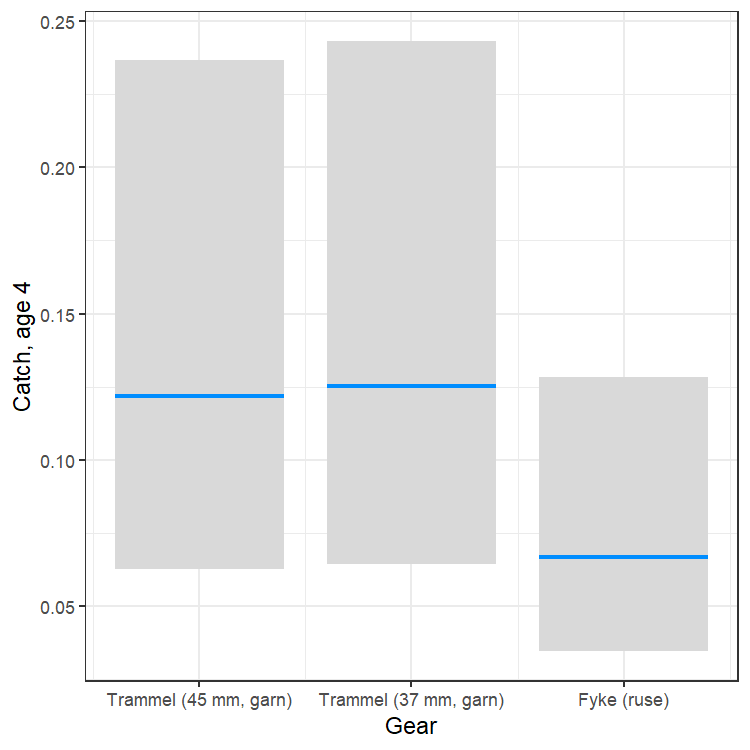 Catch, age 4
0.25
0.20
0.15
0.10
0.05
Trammel (45 mm, garn) Trammel (37 mm, garn) Fyke (ruse)
Gear